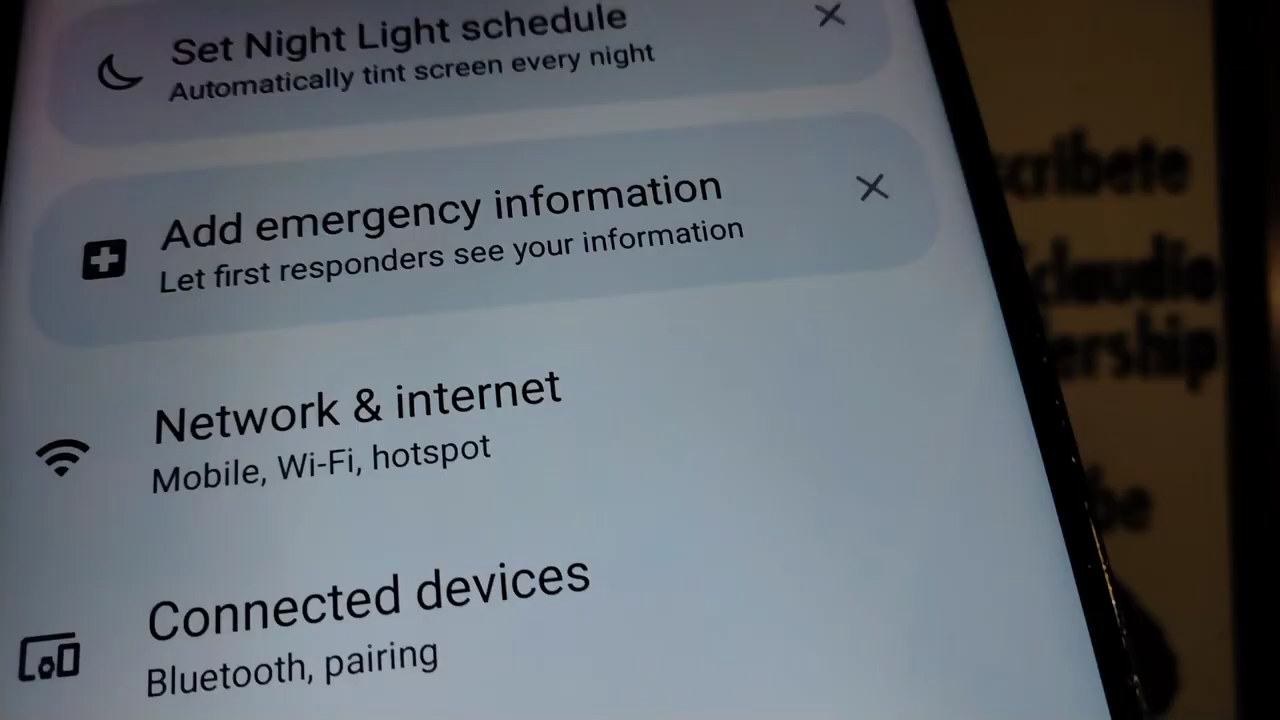 Set Night Light schedule
Automatically tint screen every night
Add emergency information
Let first responders see your information
Network & internet
Mobile, Wi-Fi, hotspot
Connected devices
Bluetooth, pairing